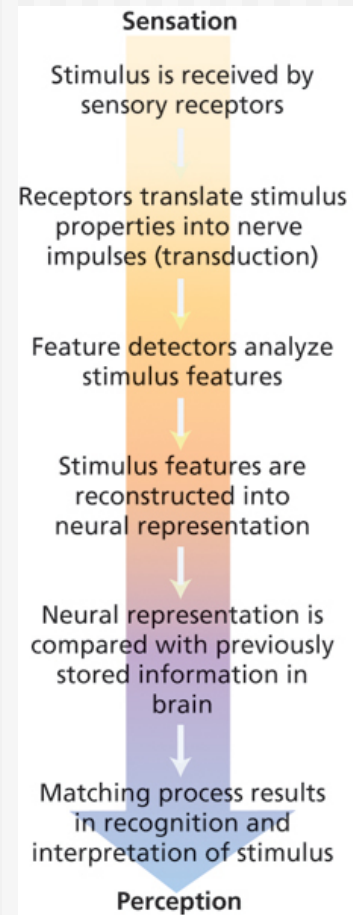 Sensation
Stimulus is received by
sensory receptors
Receptors translate stimulus
properties into nerve
impulses (transduction)
Feature detectors analyze
stimulus features
Stimulus features are
reconstructed into
neural representation
Neural representation is
compared with previously
stored information in
brain
Matching process results
in recognition and
interpretation of stimulus
Perception